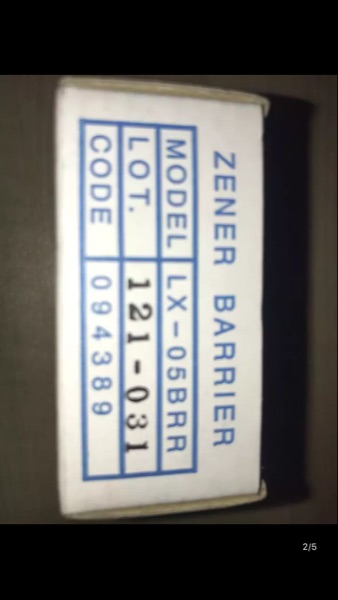 ZENER BARRIER
MODEL LX-05BRR
LOT. 121-031
CODE 094389
2/5